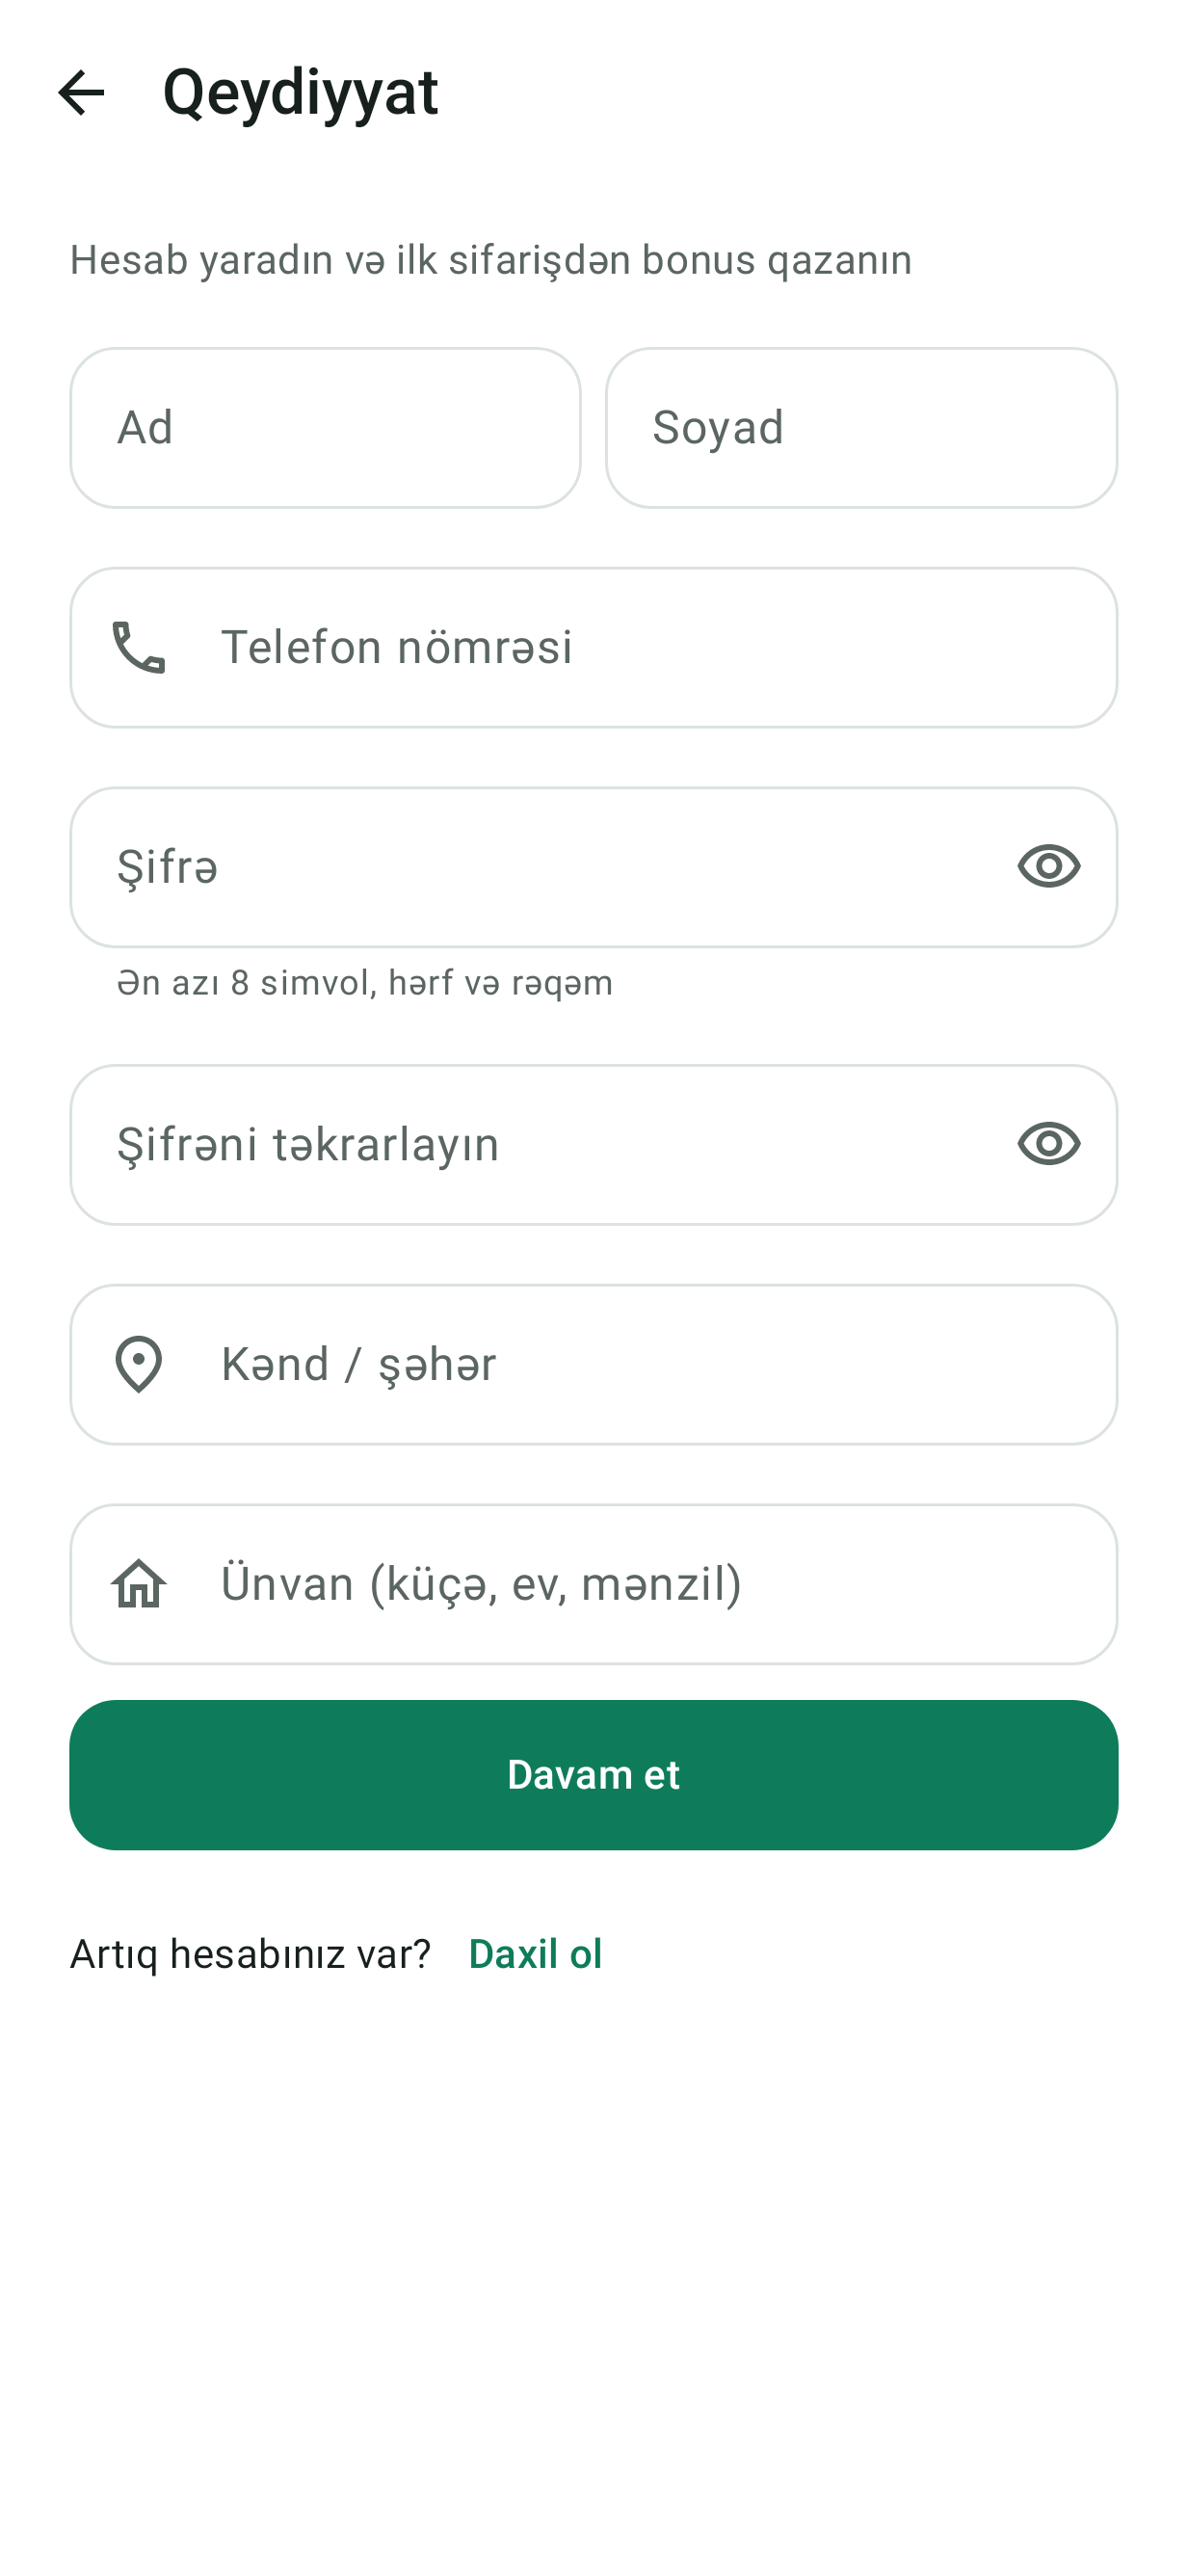 Qeydiyyat
Hesab yaradın və ilk sifarişdən bonus qazanın
Ad
Soyad
Telefon nömrəsi
Şifrə
Ən azı 8 simvol, hərf və rəqəm
Şifrəni təkrarlayın
Kənd / şəhər
Ünvan (küçə, ev, mənzil)
Davam et
Artıq hesabınız var? Daxil ol